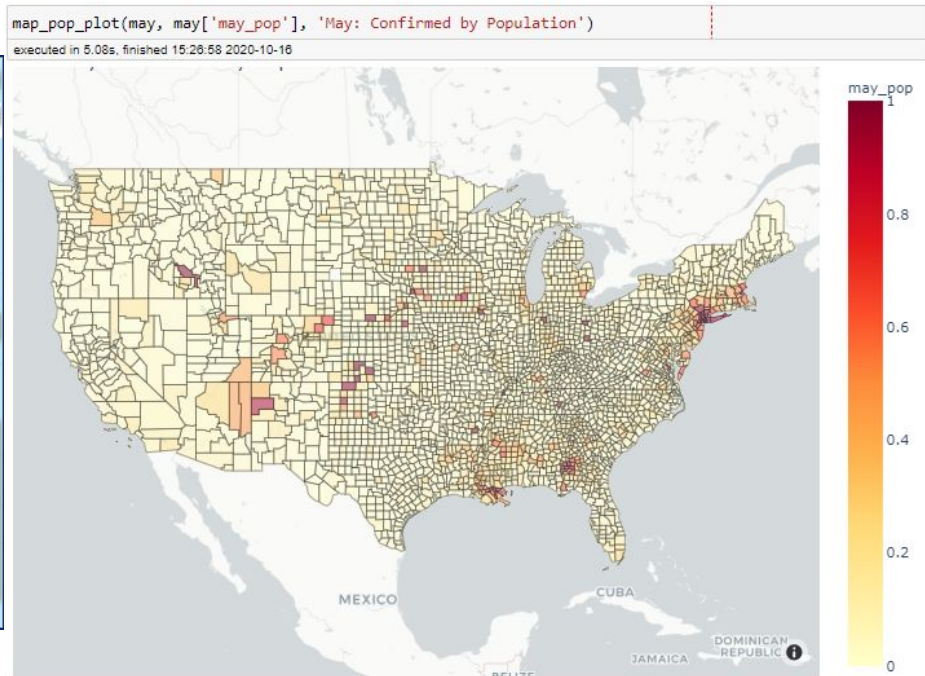 map_pop_plot(may, may['may_pop'], 'May: Confirmed by Population')
executed in 5.08s, finished 15:26:58 2020-10-16
may_pop
1
0.8
0.6
0.4
0.2
0
MEXICO
CUBA
DOMINICAN
REPUBLIC
JAMAICA
BELIZE